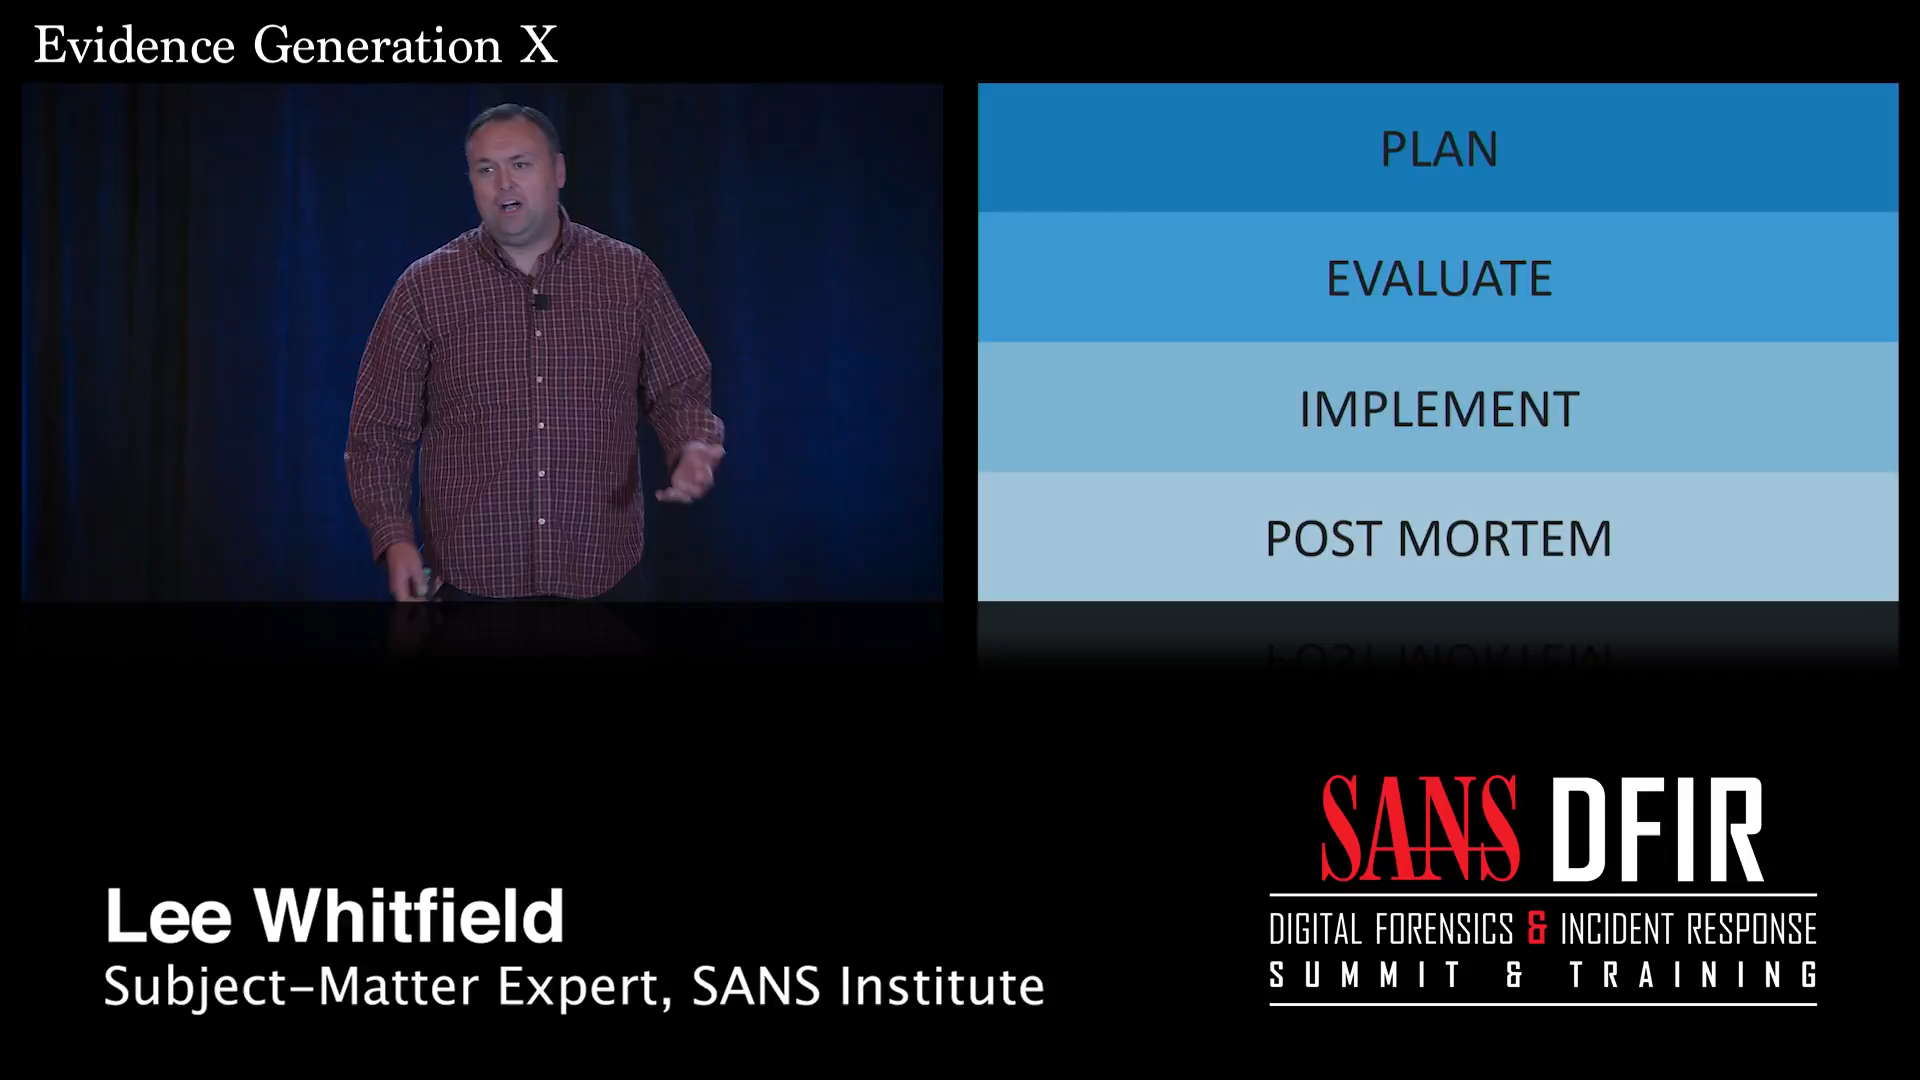 Evidence Generation X
PLAN
EVALUATE
IMPLEMENT
POST MORTEM
Lee Whitfield
Subject-Matter Expert, SANS Institute
SANS DFIR
DIGITAL FORENSICS & INCIDENT RESPONSE
SUMMIT & TRAINING